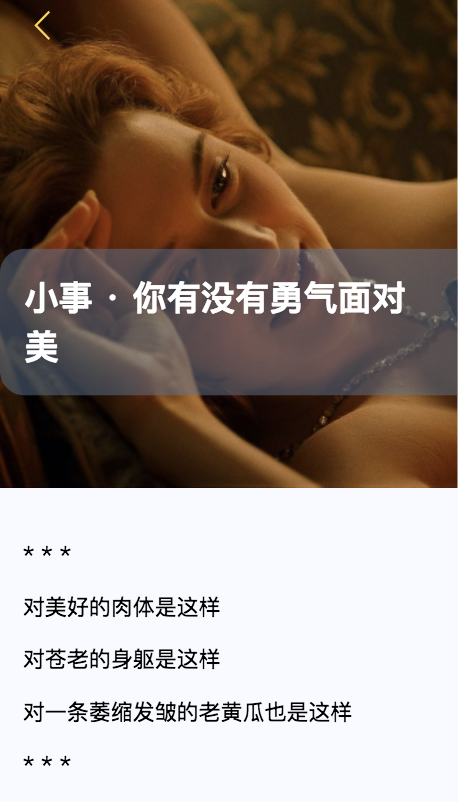 小事 · 你有没有勇气面对
美
* * *
对美好的肉体是这样
对苍老的身躯是这样
对一条萎缩发皱的老黄瓜也是这样
* * *